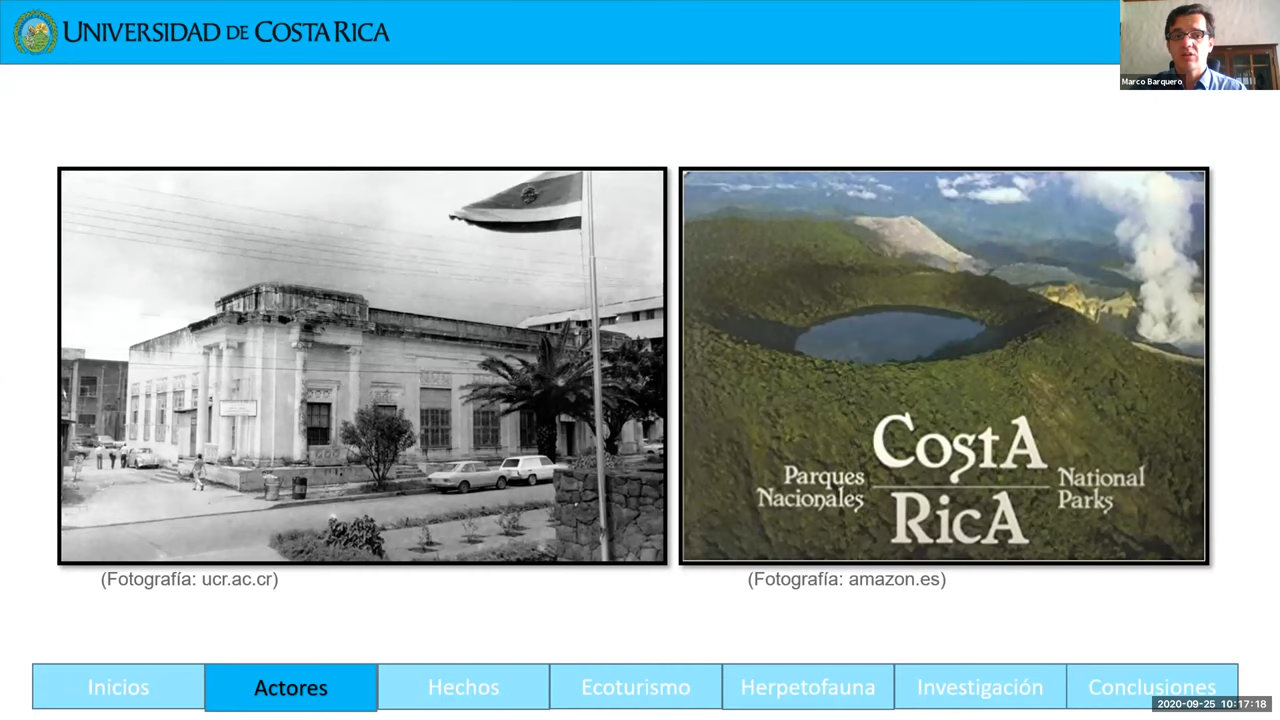 UNIVERSIDAD DE COSTA RICA
Marco Barquero
Parques
Nacionales
COSTA
RICA
National
Parks
(Fotografía: ucr.ac.cr)
(Fotografía: amazon.es)
Inicios
Actores
Hechos
Ecoturismo
Herpetofauna
Investigación
Conclusiones
2020-09-25 10:17:18